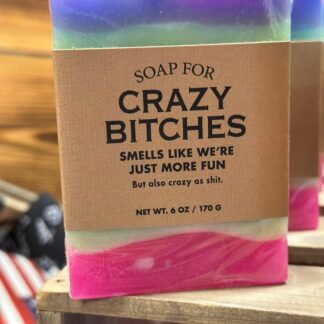 SOAP FOR
CRAZY
BITCHES
SMELLS LIKE WE'RE
JUST MORE FUN
But also crazy as shit.
NET WT. 6 OZ / 170 G